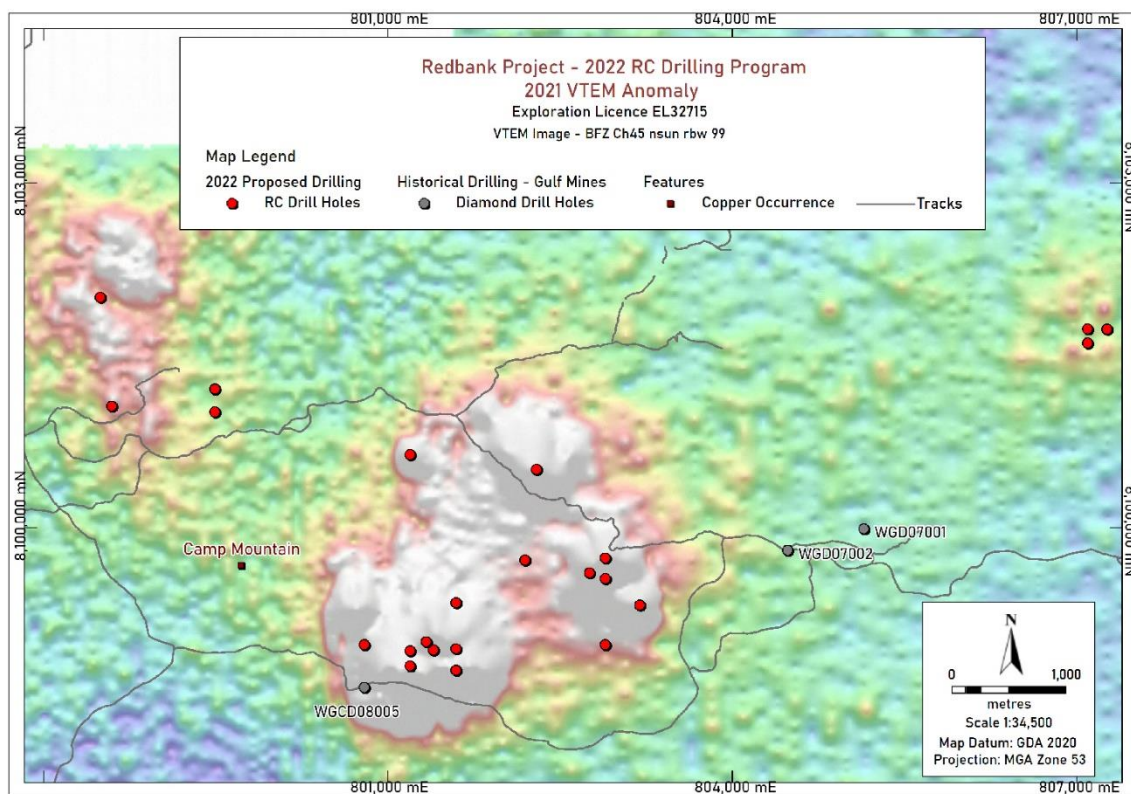 801,000 mE
804,000 mE
807,000 mE
Redbank Project - 2022 RC Drilling Program
2021 VTEM Anomaly
Exploration Licence EL32715
VTEM Image - BFZ Ch45 nsun rbw 99
Map Legend
2022 Proposed Drilling
Historical Drilling - Gulf Mines
Features
RC Drill Holes
Diamond Drill Holes
Copper Occurrence
Tracks
8,103,000 mN
8,103,000 mN
8,100,000 mN
8,100,000 mN
WGD07001
WGD07002
Camp Mountain
WGCD08005
N
0 1,000
metres
Scale 1:34,500
Map Datum: GDA 2020
Projection: MGA Zone 53
801,000 mE
804,000 mE
807,000 mE